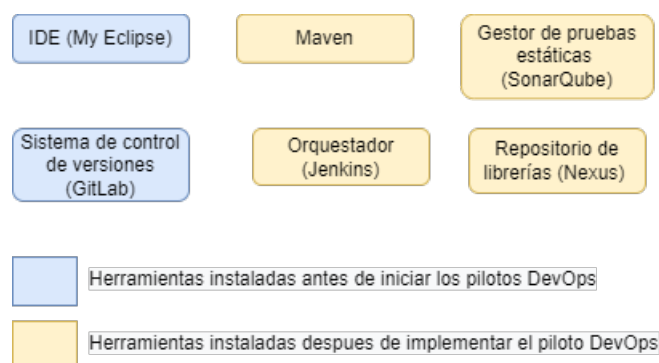 IDE (My Eclipse)
Maven
Gestor de pruebas
estáticas
(SonarQube)
Sistema de control
de versiones
(GitLab)
Orquestador
(Jenkins)
Repositorio de
librerías (Nexus)
Herramientas instaladas antes de iniciar los pilotos DevOps
Herramientas instaladas despues de implementar el piloto DevOps